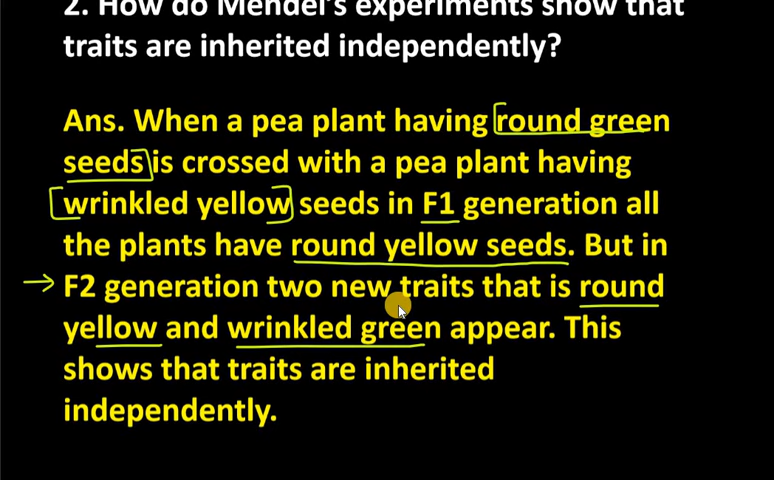 2. How do Mendel's experiments show that
traits are inherited independently?
Ans. When a pea plant having round green
seeds is crossed with a pea plant having
wrinkled yellow seeds in F1 generation all
the plants have round yellow seeds. But in
F2 generation two new traits that is round
yellow and wrinkled green appear. This
shows that traits are inherited
independently.